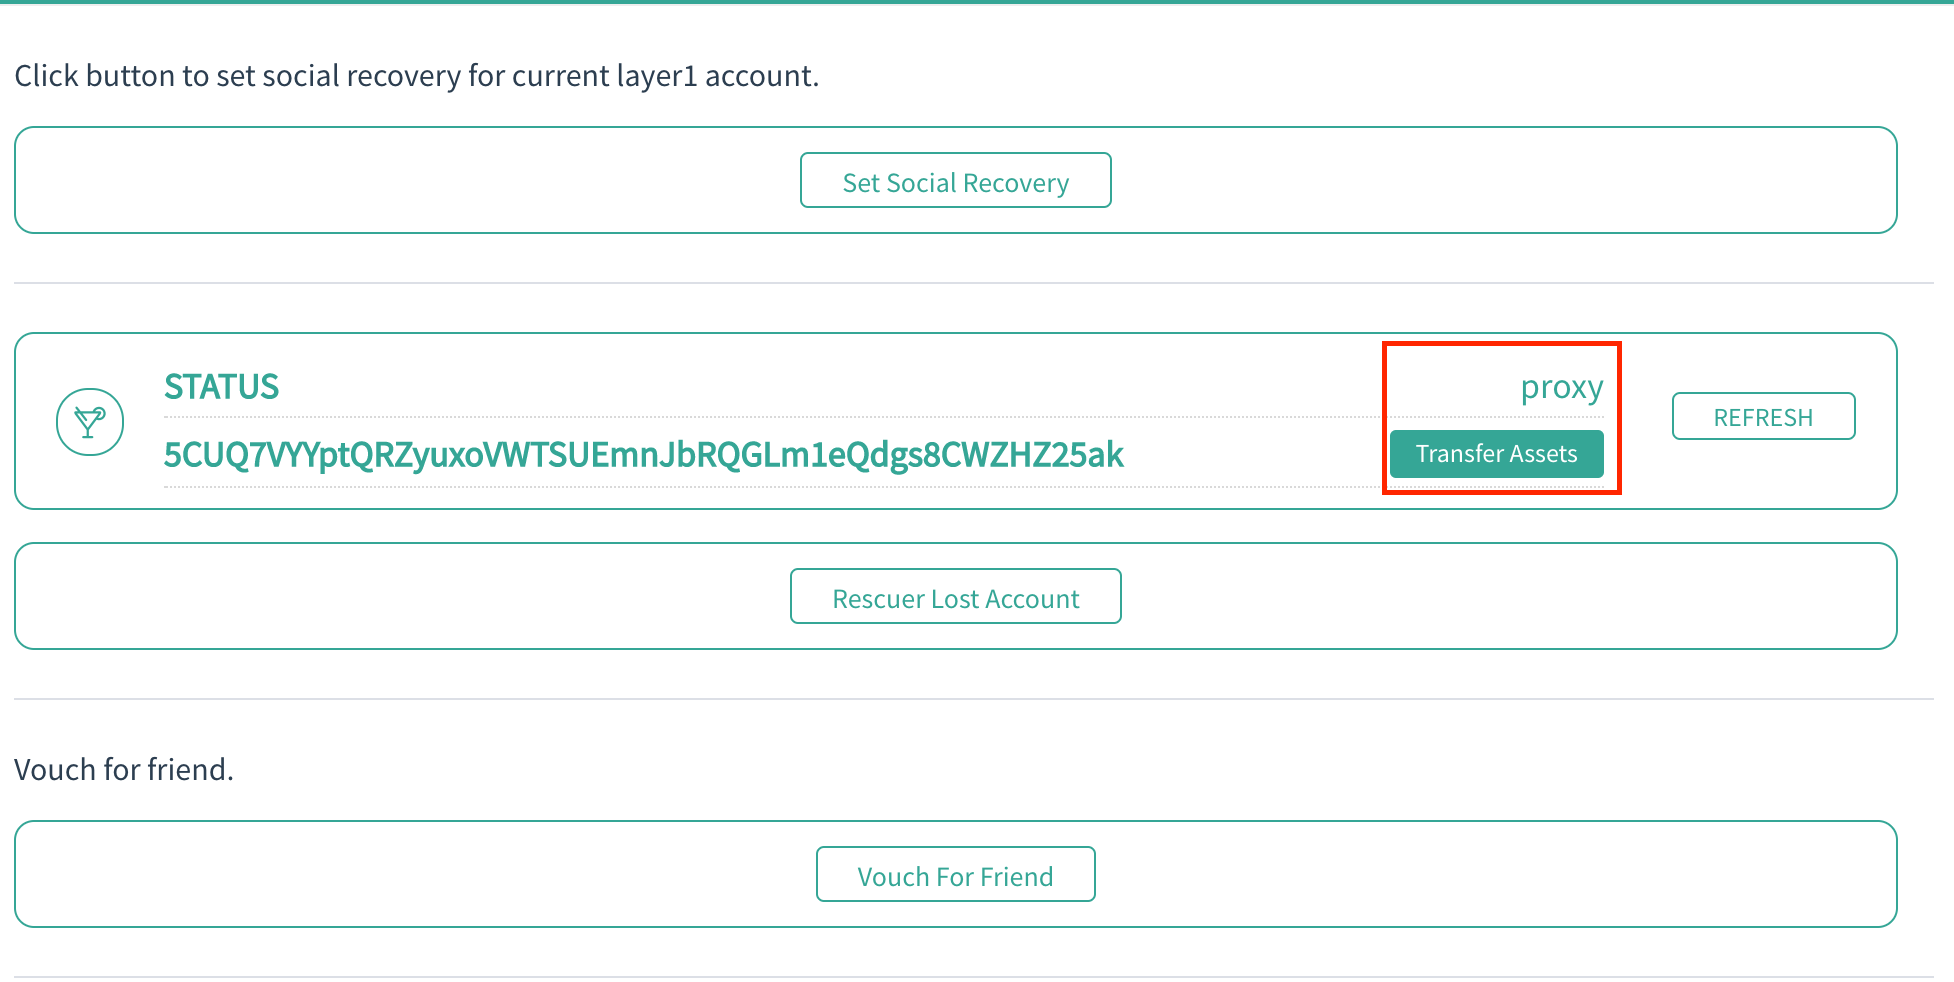 Click button to set social recovery for current layer1 account.
Set Social Recovery
STATUS proxy
5CUQ7VYYptQRZyuxoVWTSUEmnJbRQGLm1eQdgs8CWZHZ25ak Transfer Assets
REFRESH
Rescuer Lost Account
Vouch for friend.
Vouch For Friend